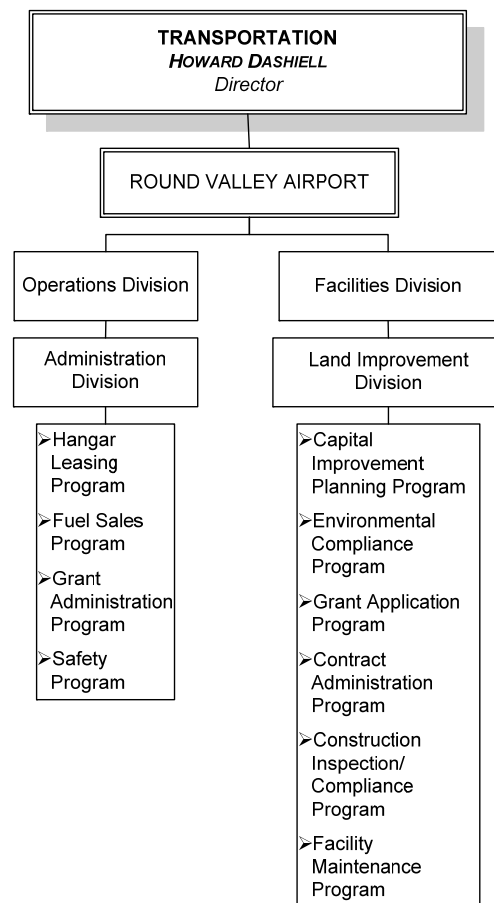 TRANSPORTATION
HOWARD DASHIELL
Director
ROUND VALLEY AIRPORT
Operations Division
Facilities Division
Administration
Division
Land Improvement
Division
➢Hangar
Leasing
Program
➢Fuel Sales
Program
➢Grant
Administration
Program
➢Safety
Program
➢Capital
Improvement
Planning Program
➢Environmental
Compliance
Program
➢Grant Application
Program
➢Contract
Administration
Program
➢Construction
Inspection/
Compliance
Program
➢Facility
Maintenance
Program